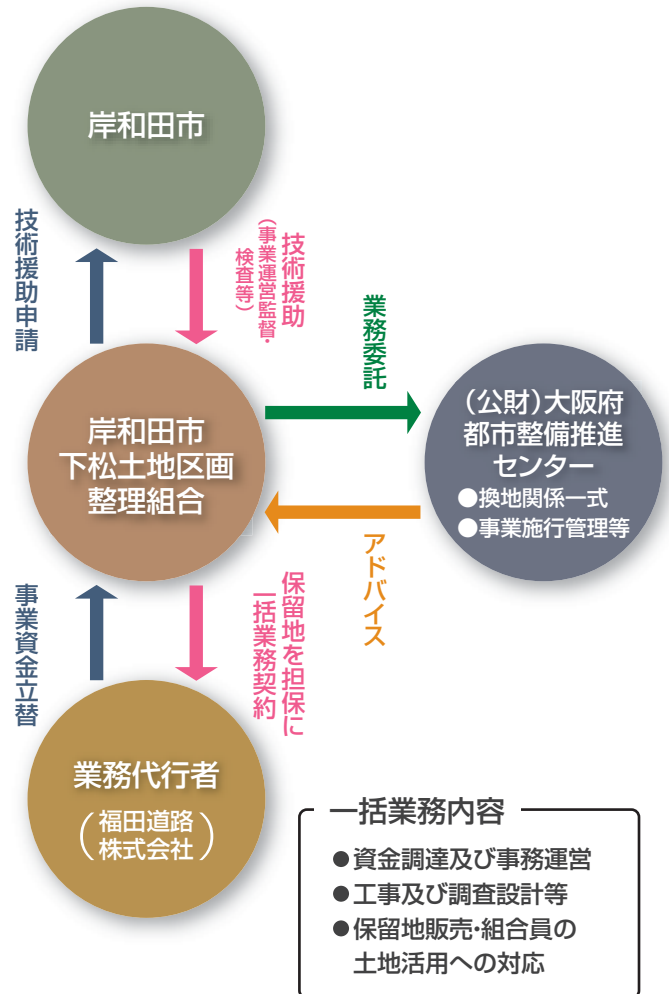 岸和田市
技術援助申請
技術援助
(事業運営監督・
検査等)
業務委託
岸和田市
下松土地区画
整理組合
(公財)大阪府
都市整備推進
センター
●換地関係一式
●事業施行管理等
アドバイス
事業資金立替
保留地を担保に
一括業務契約
業務代行者
(福田道路
株式会社)
一括業務内容
●資金調達及び事務運営
●工事及び調査設計等
●保留地販売・組合員の
土地活用への対応